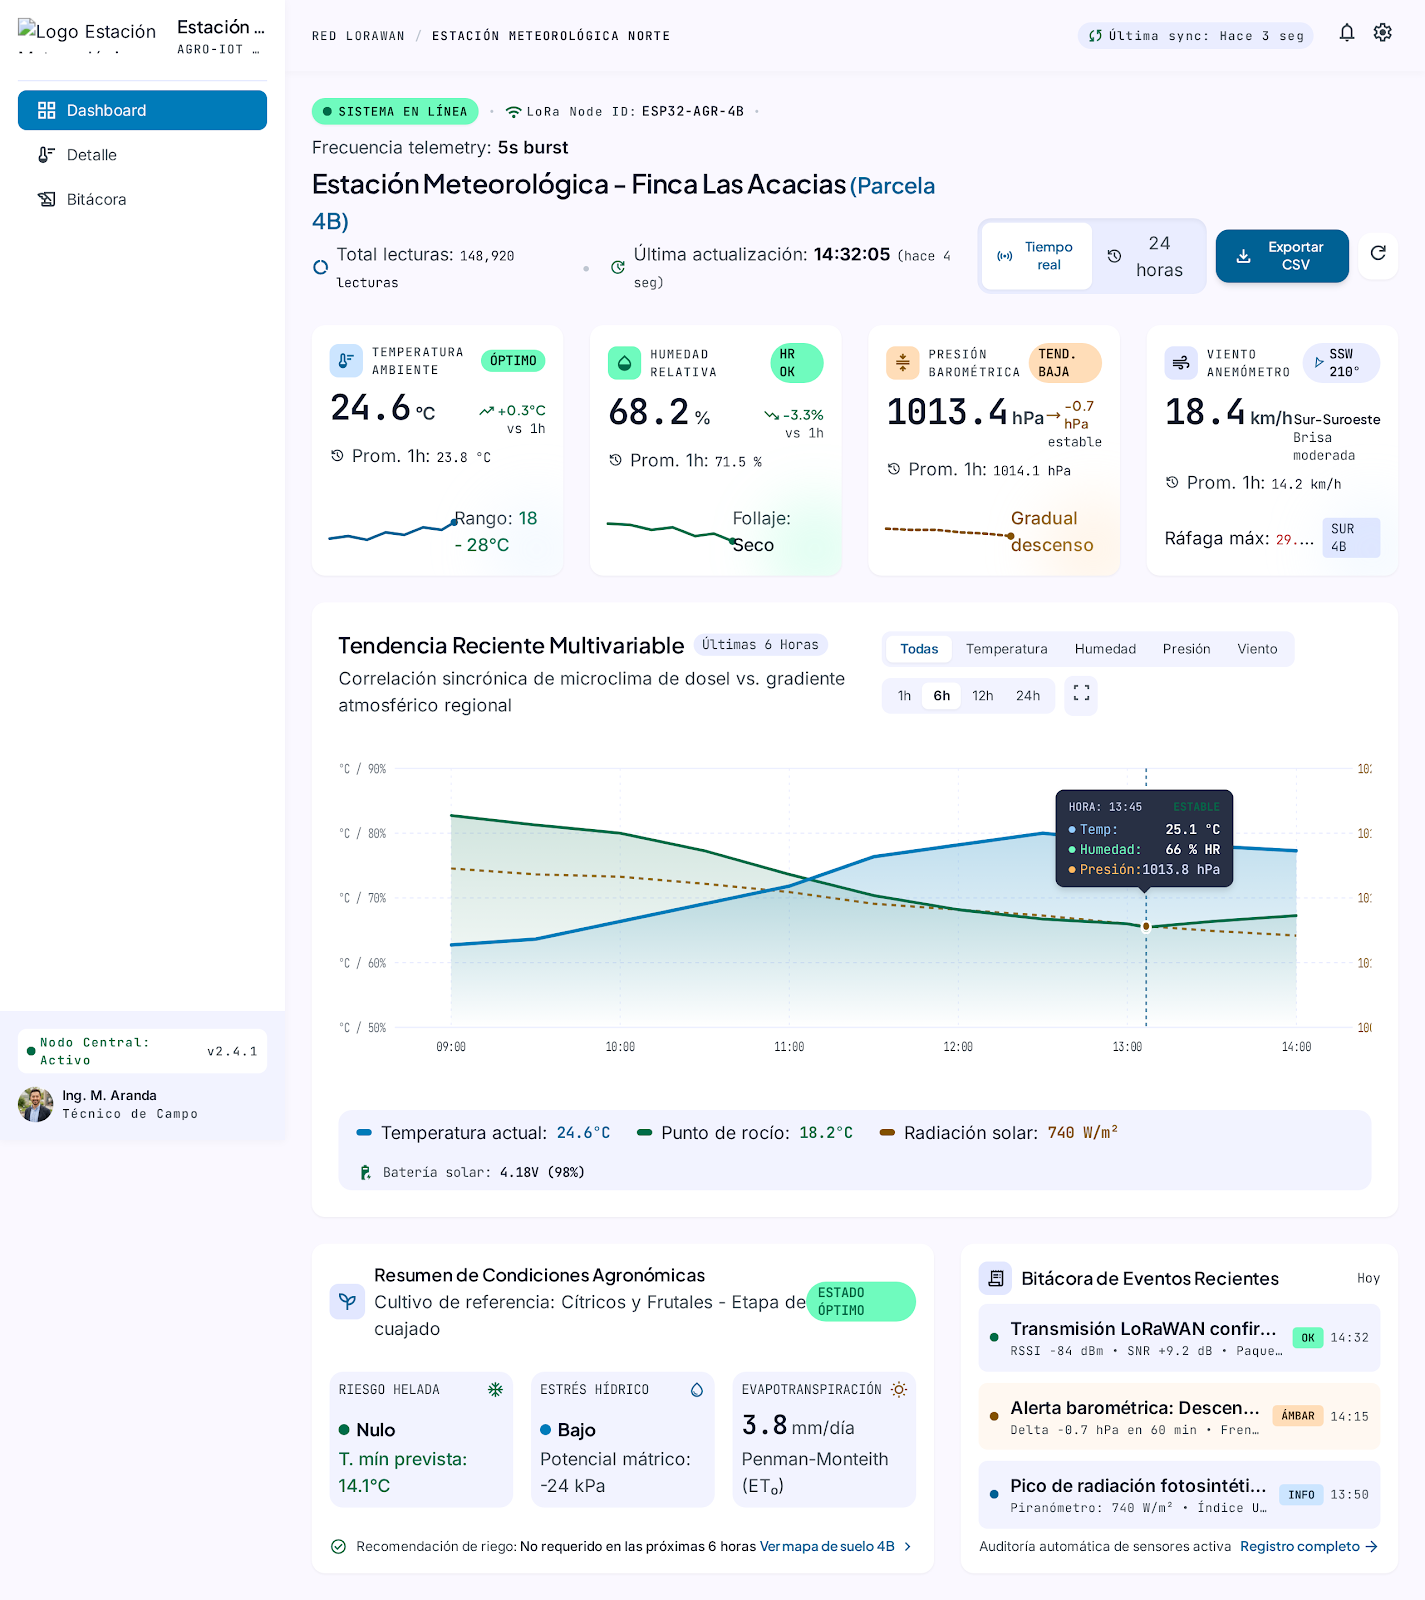 Logo Estación
Estación ...
AGRO-IOT …
Dashboard
Detalle
Bitácora
Nodo Central:
Activo
v2.4.1
Ing. M. Aranda
Técnico de Campo
RED LORAWAN / ESTACIÓN METEOROLÓGICA NORTE
Última sync: Hace 3 seg
SISTEMA EN LÍNEA • LoRa Node ID: ESP32-AGR-4B •
Frecuencia telemetry: 5s burst
Estación Meteorológica – Finca Las Acacias (Parcela
4B)
Total lecturas: 148,920
lecturas
Última actualización: 14:32:05 (hace 4
seg)
Tiempo
real
24
horas
Exportar
CSV
TEMPERATURA
AMBIENTE
ÓPTIMO
24.6 °C
+0.3°C
vs 1h
Prom. 1h: 23.8 °C
Rango: 18
- 28°C
HUMEDAD
RELATIVA
HR
OK
68.2 %
-3.3%
vs 1h
Prom. 1h: 71.5 %
Follaje:
Seco
PRESIÓN
BAROMÉTRICA
TEND.
BAJA
1013.4 hPa
-0.7
hPa
estable
Prom. 1h: 1014.1 hPa
Gradual
descenso
VIENTO
ANEMÓMETRO
SSW
210°
18.4 km/h
Sur-Suroeste
Brisa
moderada
Prom. 1h: 14.2 km/h
Ráfaga máx: 29.…
SUR
4B
Tendencia Reciente Multivariable
Últimas 6 Horas
Correlación sincrónica de microclima de dosel vs. gradiente
atmosférico regional
Todas Temperatura Humedad Presión Viento
1h 6h 12h 24h
°C / 90%
°C / 80%
°C / 70%
°C / 60%
°C / 50%
HORA: 13:45 ESTABLE
Temp: 25.1 °C
Humedad: 66 % HR
Presión: 1013.8 hPa
09:00 10:00 11:00 12:00 13:00 14:00
Temperatura actual: 24.6°C Punto de rocío: 18.2°C Radiación solar: 740 W/m²
Batería solar: 4.18V (98%)
Resumen de Condiciones Agronómicas
Cultivo de referencia: Cítricos y Frutales - Etapa de
cuajado
ESTADO
ÓPTIMO
RIESGO HELADA
Nulo
T. mín prevista:
14.1°C
ESTRÉS HÍDRICO
Bajo
Potencial mátrico:
-24 kPa
EVAPOTRANSPIRACIÓN
3.8 mm/día
Penman-Monteith
(ET₀)
Recomendación de riego: No requerido en las próximas 6 horas Ver mapa de suelo 4B
Bitácora de Eventos Recientes
Hoy
Transmisión LoRaWAN confir...
RSSI -84 dBm • SNR +9.2 dB • Paque…
OK 14:32
Alerta barométrica: Descen...
Delta -0.7 hPa en 60 min • Fren…
ÁMBAR 14:15
Pico de radiación fotosintéti...
Piranómetro: 740 W/m² • Índice U…
INFO 13:50
Auditoría automática de sensores activa Registro completo